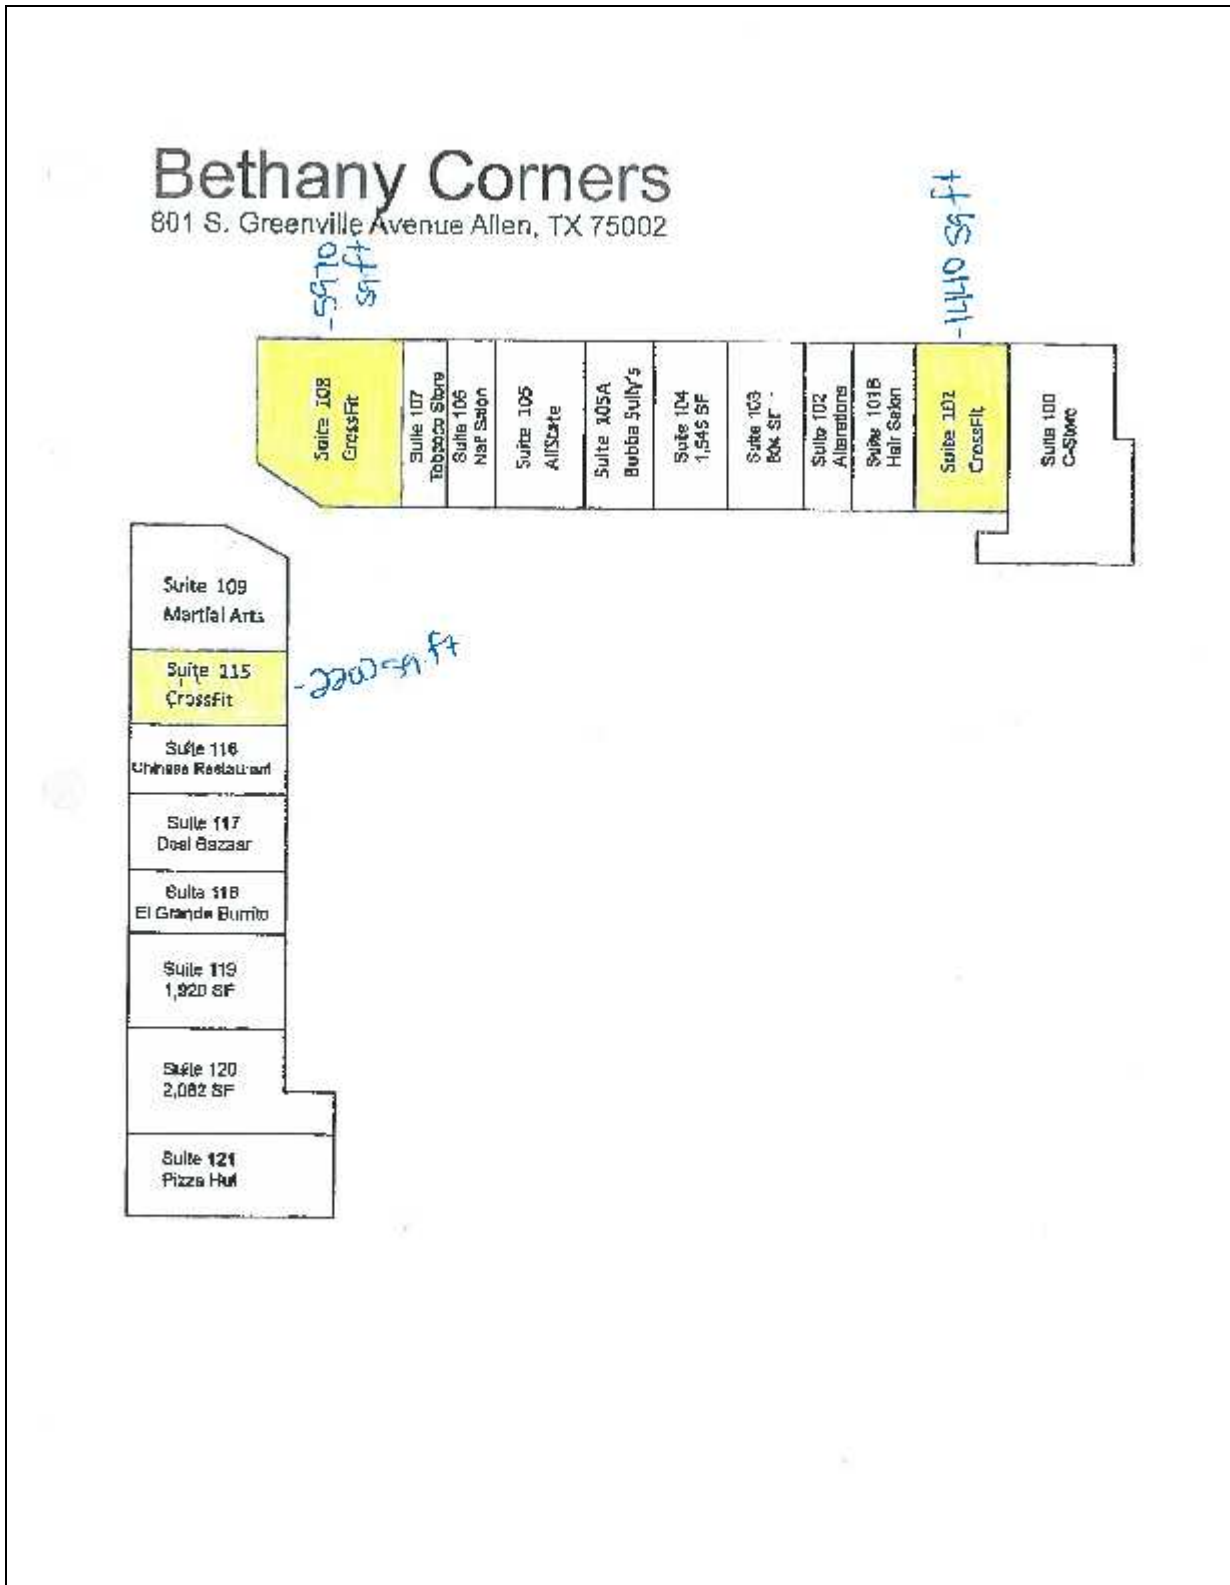 Bethany Corners
801 S. Greenville Avenue Allen, TX 75002
-5970
sq ft
-1440 sq ft
Suite 108
CrossFit
Suite 107
Tobacco Store
Suite 106
Nail Salon
Suite 105
AllState
Suite 105A
Bubba Sully's
Suite 104
1,545 SF
Suite 103
804 SF
Suite 102
Alterations
Suite 101B
Hair Salon
Suite 101
CrossFit
Suite 100
C-Store
Suite 109
Martial Arts
Suite 115
CrossFit
-2200 sq. ft
Suite 116
Chinese Restaurant
Suite 117
Deal Bazaar
Suite 118
El Grande Burrito
Suite 119
1,920 SF
Suite 120
2,082 SF
Suite 121
Pizza Hut